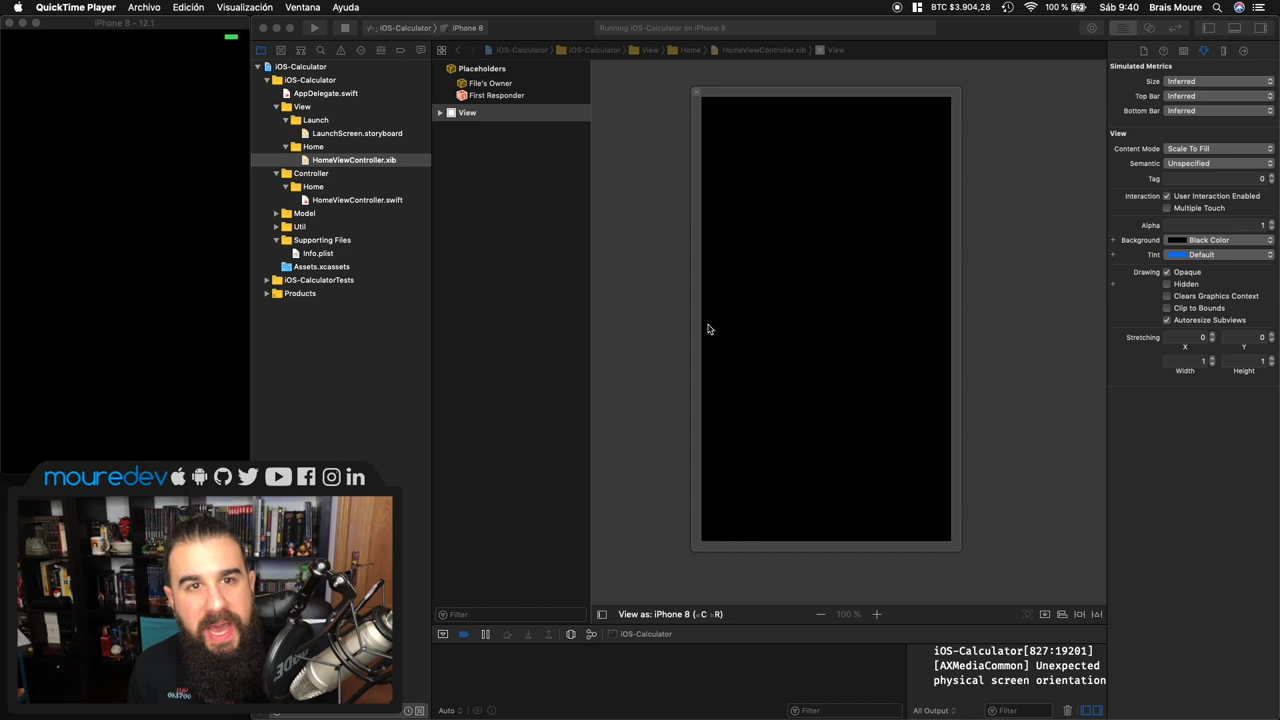 QuickTime Player Archivo Edición Visualización Ventana Ayuda
$3.904,28 100% Sáb 9:40 Brais Moure
iPhone 8 - 12.1
iOS-Calculator iPhone 8
Running iOS-Calculator on iPhone 8
iOS-Calculator iOS-Calculator View Home HomeViewController.xib View
iOS-Calculator
iOS-Calculator
AppDelegate.swift
View
Launch
LaunchScreen.storyboard
Home
HomeViewController.xib
Controller
Home
HomeViewController.swift
Model
Util
Supporting Files
Info.plist
Assets.xcassets
iOS-CalculatorTests
Products
Placeholders
File's Owner
First Responder
View
Filter
View as: iPhone 8 (wC hR)
100 %
iOS-Calculator
iOS-Calculator[827:19201]
[AXMediaCommon] Unexpected
physical screen orientation
Auto
Filter
All Output
Filter
Simulated Metrics
Size Inferred
Top Bar Inferred
Bottom Bar Inferred
View
Content Mode Scale To Fill
Semantic Unspecified
Tag 0
Interaction User Interaction Enabled
Multiple Touch
Alpha 1
Background Black Color
Tint Default
Drawing Opaque
Hidden
Clears Graphics Context
Clip to Bounds
Autoresize Subviews
Stretching 0 0
X Y
1 1
Width Height
mouredev